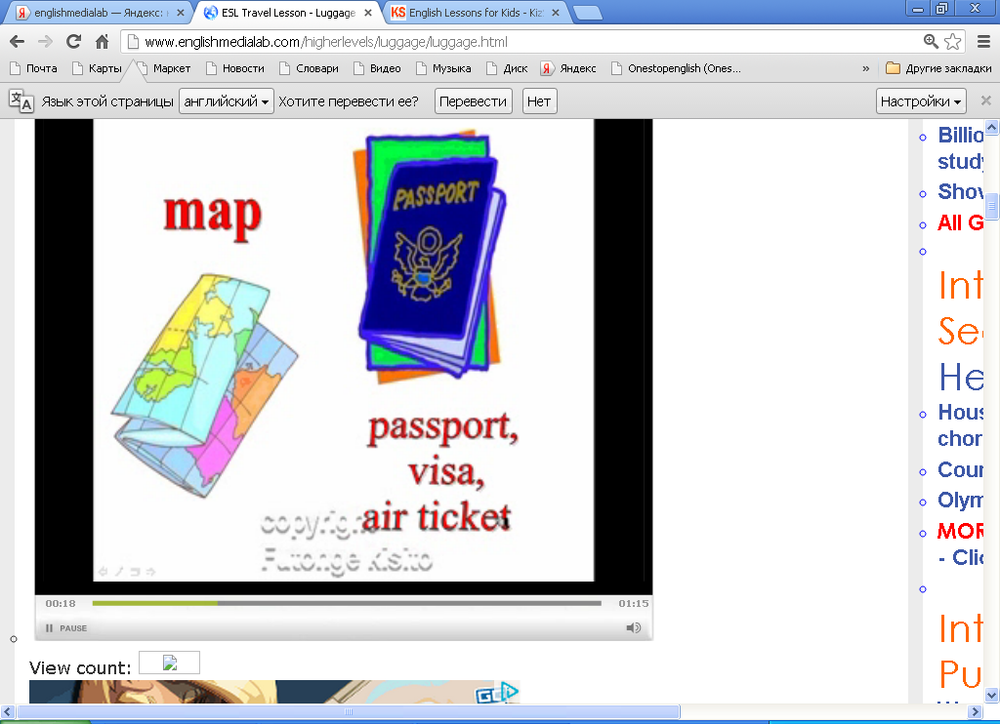 englishmedialab — Яндекс:
ESL Travel Lesson - Luggage
KS English Lessons for Kids - Kiz
www.englishmedialab.com/higherlevels/luggage/luggage.html
Почта
Карты
Маркет
Новости
Словари
Видео
Музыка
Диск
Я Яндекс
Onestopenglish (Ones...
»
Другие закладки
Язык этой страницы
английский
Хотите перевести ее?
Перевести
Нет
Настройки
map
PASSPORT
passport,
visa,
air ticket
copyright
Futonge Kisito
00:18
01:15
PAUSE
View count:
Billio
study
Show
All G
Int
Se
He
Hous
chor
Coun
Olym
MOR
- Clic
Int
Pu